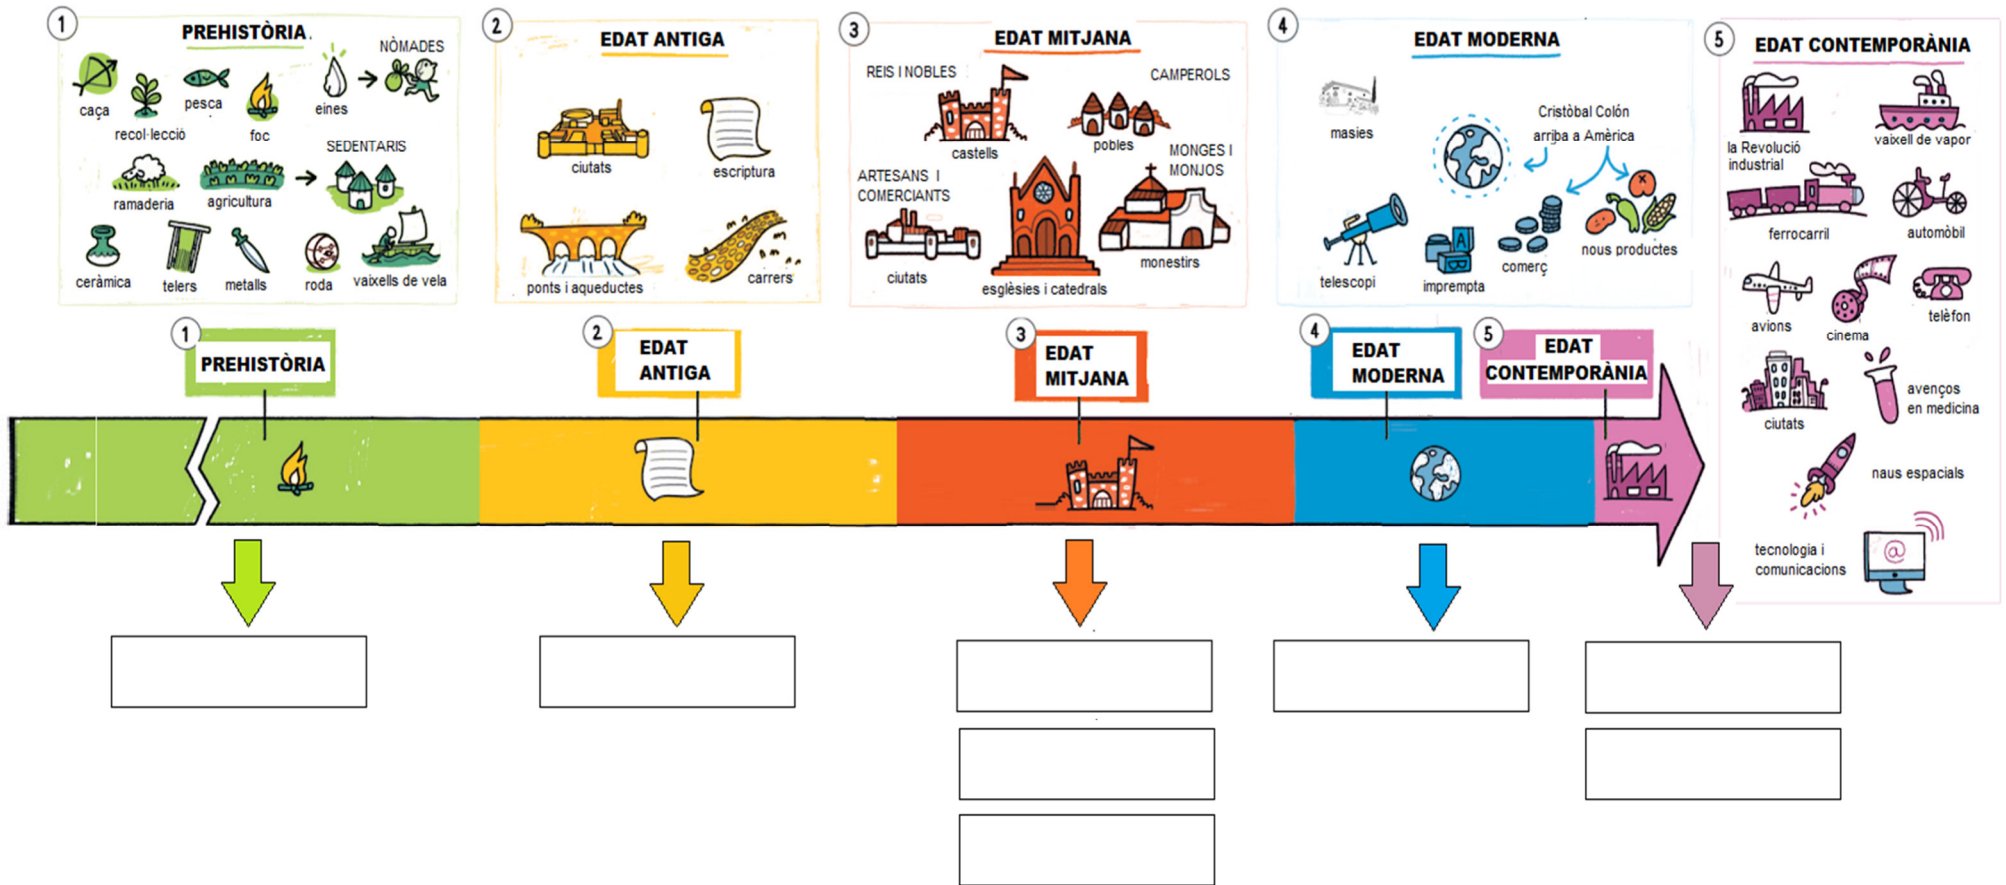 1
PREHISTÒRIA.
NÒMADES
caça
recol·lecció
pesca
foc
eines
SEDENTARIS
ramaderia
agricultura
ceràmica
telers
metalls
roda
vaixells de vela
2
EDAT ANTIGA
ciutats
escriptura
ponts i aqueductes
carrers
3
EDAT MITJANA
REIS I NOBLES
CAMPEROLS
castells
pobles
ARTESANS I
COMERCIANTS
MONGES I
MONJOS
ciutats
esglèsies i catedrals
monestirs
4
EDAT MODERNA
masies
Cristòbal Colón
arriba a Amèrica
telescopi
A
B
imprempta
comerç
nous productes
5
EDAT CONTEMPORÀNIA
la Revolució
industrial
vaixell de vapor
ferrocarril
automòbil
avions
cinema
telèfon
ciutats
avenços
en medicina
naus espacials
tecnologia i
comunicacions
@
1
PREHISTÒRIA
2
EDAT
ANTIGA
3
EDAT
MITJANA
4
EDAT
MODERNA
5
EDAT
CONTEMPORÀNIA